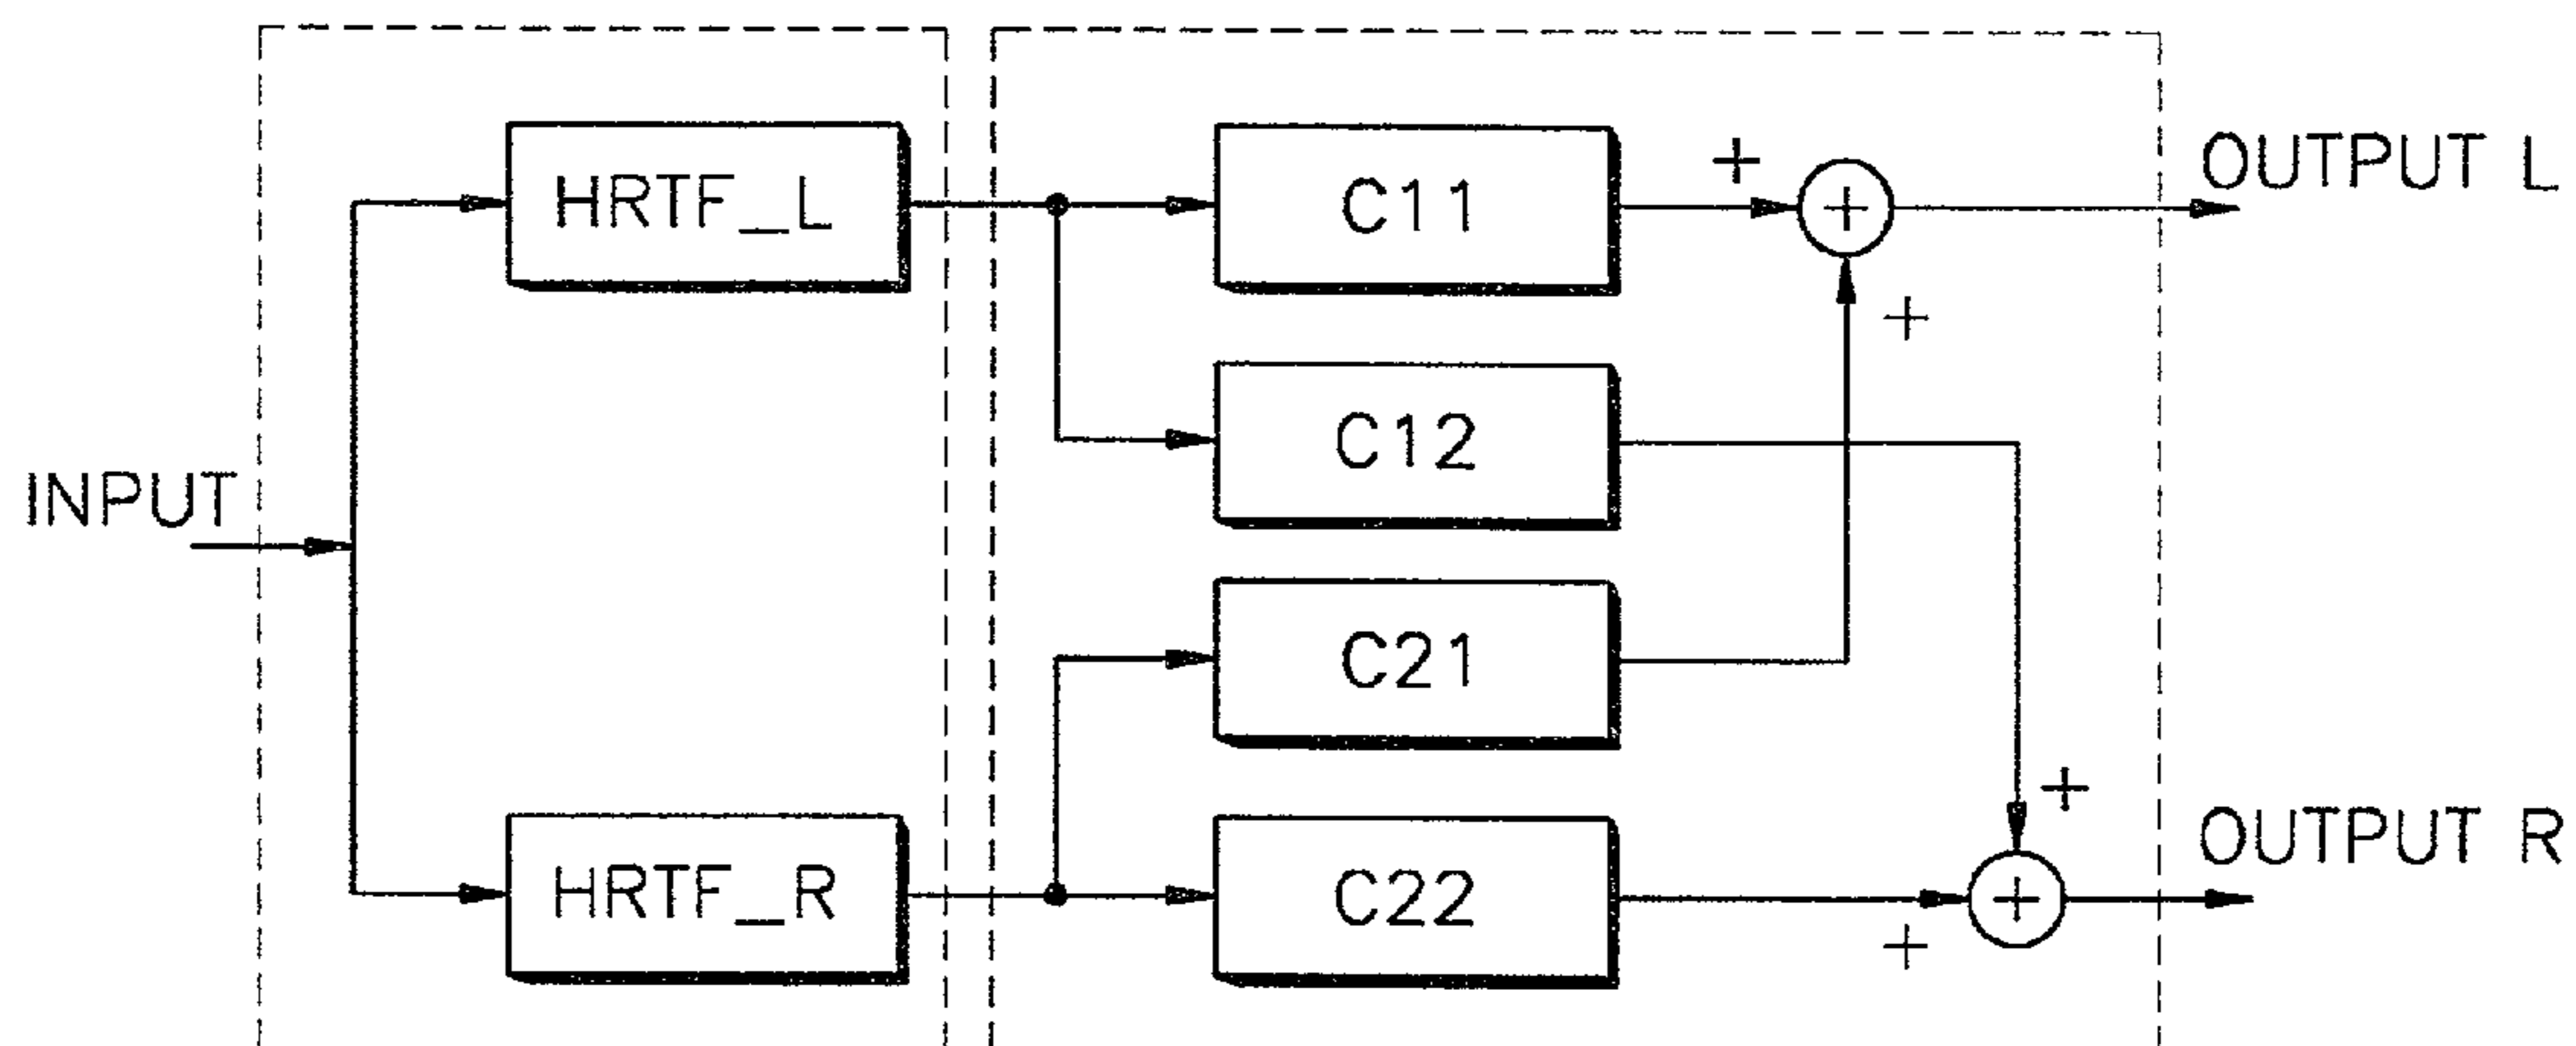 HRTF_L
C11
+
+
OUTPUT L
+
C12
INPUT
C21
+
OUTPUT R
HRTF_R
C22
+
+